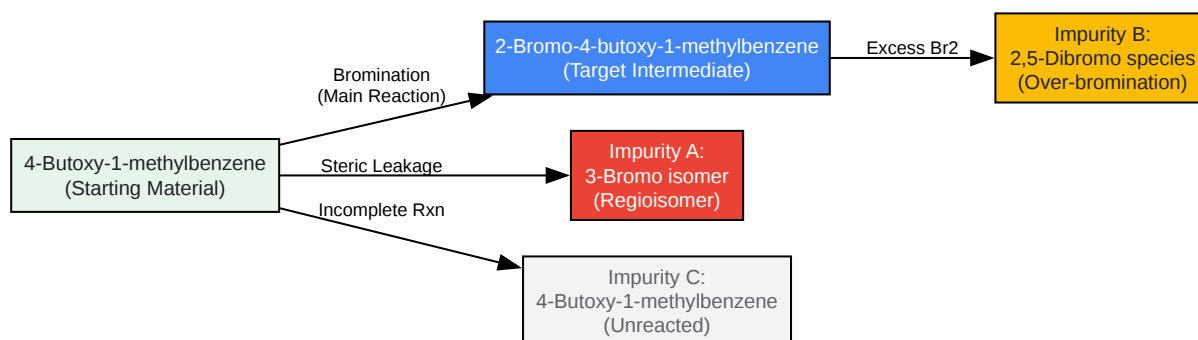 4-Butoxy-1-methylbenzene
(Starting Material)
Bromination
(Main Reaction)
2-Bromo-4-butoxy-1-methylbenzene
(Target Intermediate)
Excess Br2
Impurity B:
2,5-Dibromo species
(Over-bromination)
Steric Leakage
Impurity A:
3-Bromo isomer
(Regioisomer)
Incomplete Rxn
Impurity C:
4-Butoxy-1-methylbenzene
(Unreacted)